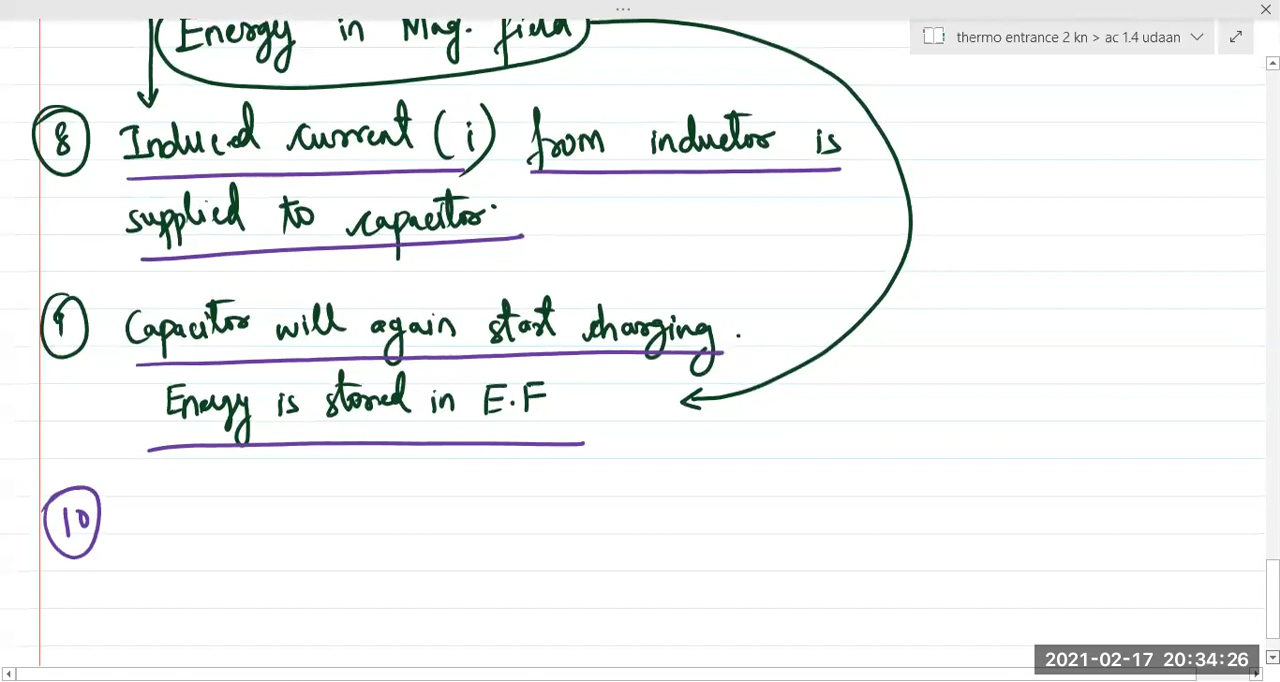 ...
thermo entrance 2 kn > ac 1.4 udaan
Energy in Mag. field
8 Induced current (i) from inductor is
supplied to capacitor.
9 Capacitor will again start charging.
Energy is stored in E.F
10
2021-02-17 20:34:26